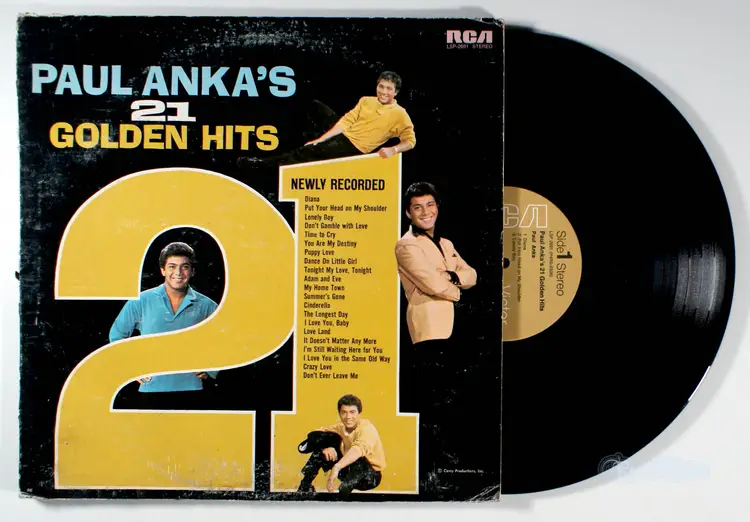 RCA
LSP-2691 STEREO
PAUL ANKA'S
21
GOLDEN HITS
21
NEWLY RECORDED
Diana
Put Your Head on My Shoulder
Lonely Boy
Don't Gamble with Love
Time to Cry
You Are My Destiny
Puppy Love
Dance On Little Girl
Tonight My Love, Tonight
Adam and Eve
My Home Town
Summer's Gone
Cinderella
The Longest Day
I Love You, Baby
Love Land
It Doesn't Matter Any More
I'm Still Waiting Here for You
I Love You in the Same Old Way
Crazy Love
Don't Ever Leave Me
© Camy Productions, Inc.
RCA
Side 1 Stereo
Paul Anka's 21 Golden Hits
Paul Anka
Victor